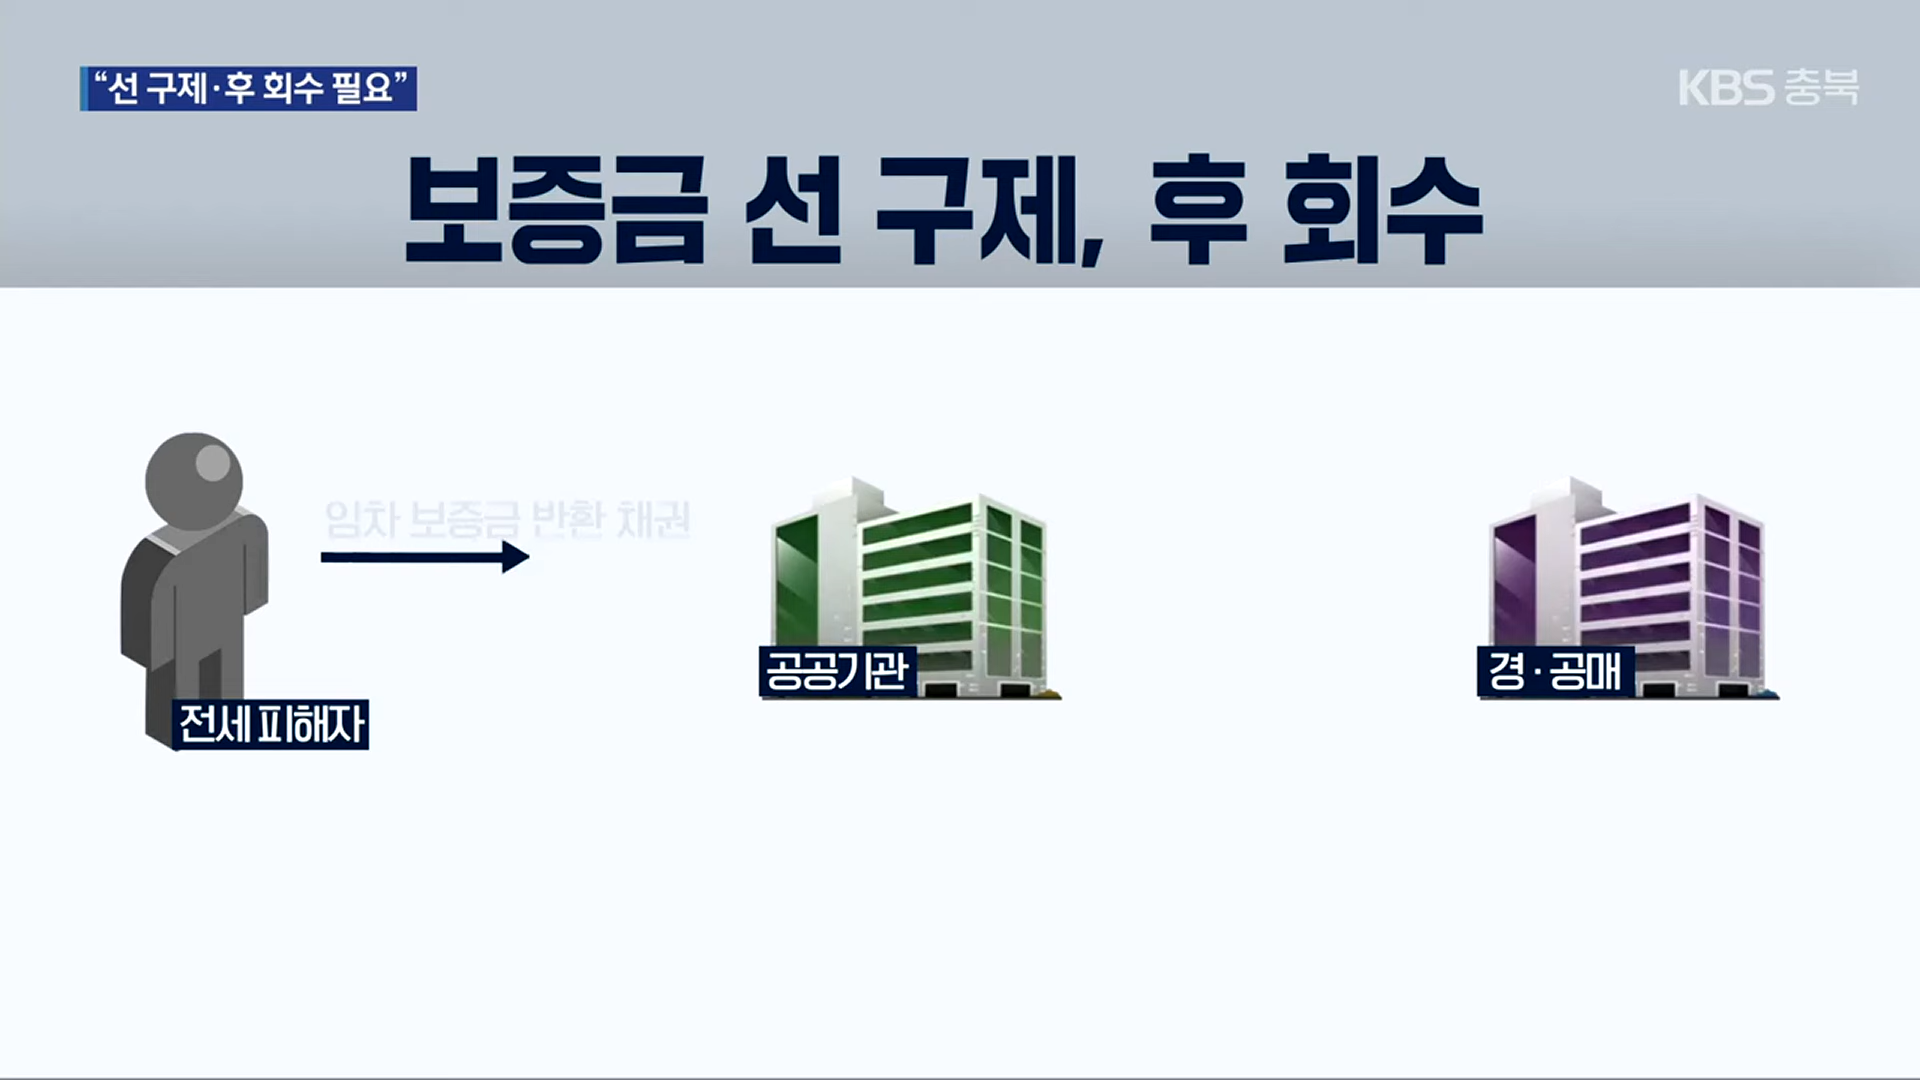 “선 구제·후 회수 필요”
KBS 충북
보증금 선 구제, 후 회수
임차 보증금 반환 채권
공공기관
경·공매
전세 피해자